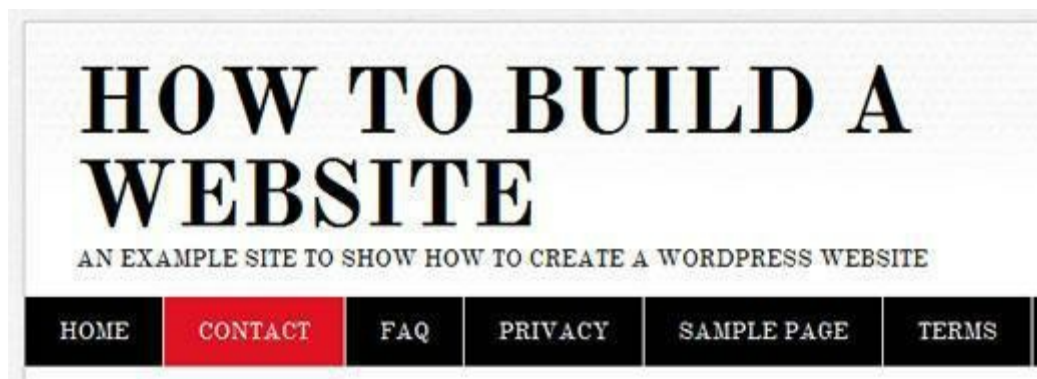 HOW TO BUILD A
WEBSITE
AN EXAMPLE SITE TO SHOW HOW TO CREATE A WORDPRESS WEBSITE
HOME CONTACT FAQ PRIVACY SAMPLE PAGE TERMS